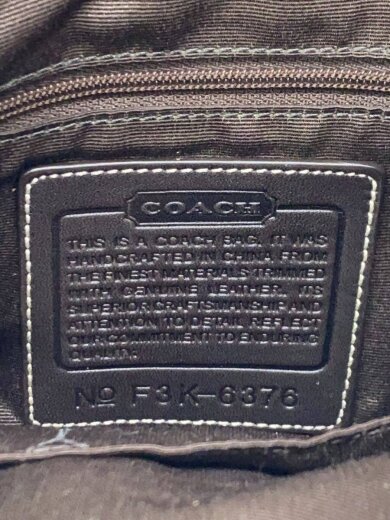 COACH
THIS IS A COACH BAG. IT WAS
HANDCRAFTED IN CHINA FROM
THE FINEST MATERIALS TRIMMED
WITH GENUINE LEATHER. ITS
SUPERIOR CRAFTSMANSHIP AND
ATTENTION TO DETAIL REFLECT
OUR COMMITMENT TO ENDURING
QUALITY.
No F3K-6376